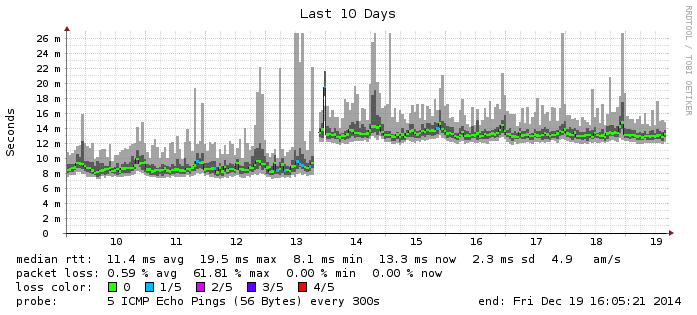 Last 10 Days
RRDTOOL / TOBI OETIKER
Seconds
26 m
24 m
22 m
20 m
18 m
16 m
14 m
12 m
10 m
8 m
6 m
4 m
2 m
0
10 11 12 13 14 15 16 17 18 19
median rtt: 11.4 ms avg 19.5 ms max 8.1 ms min 13.3 ms now 2.3 ms sd 4.9 am/s
packet loss: 0.59 % avg 61.81 % max 0.00 % min 0.00 % now
loss color: 0 1/5 2/5 3/5 4/5
probe: 5 ICMP Echo Pings (56 Bytes) every 300s end: Fri Dec 19 16:05:21 2014